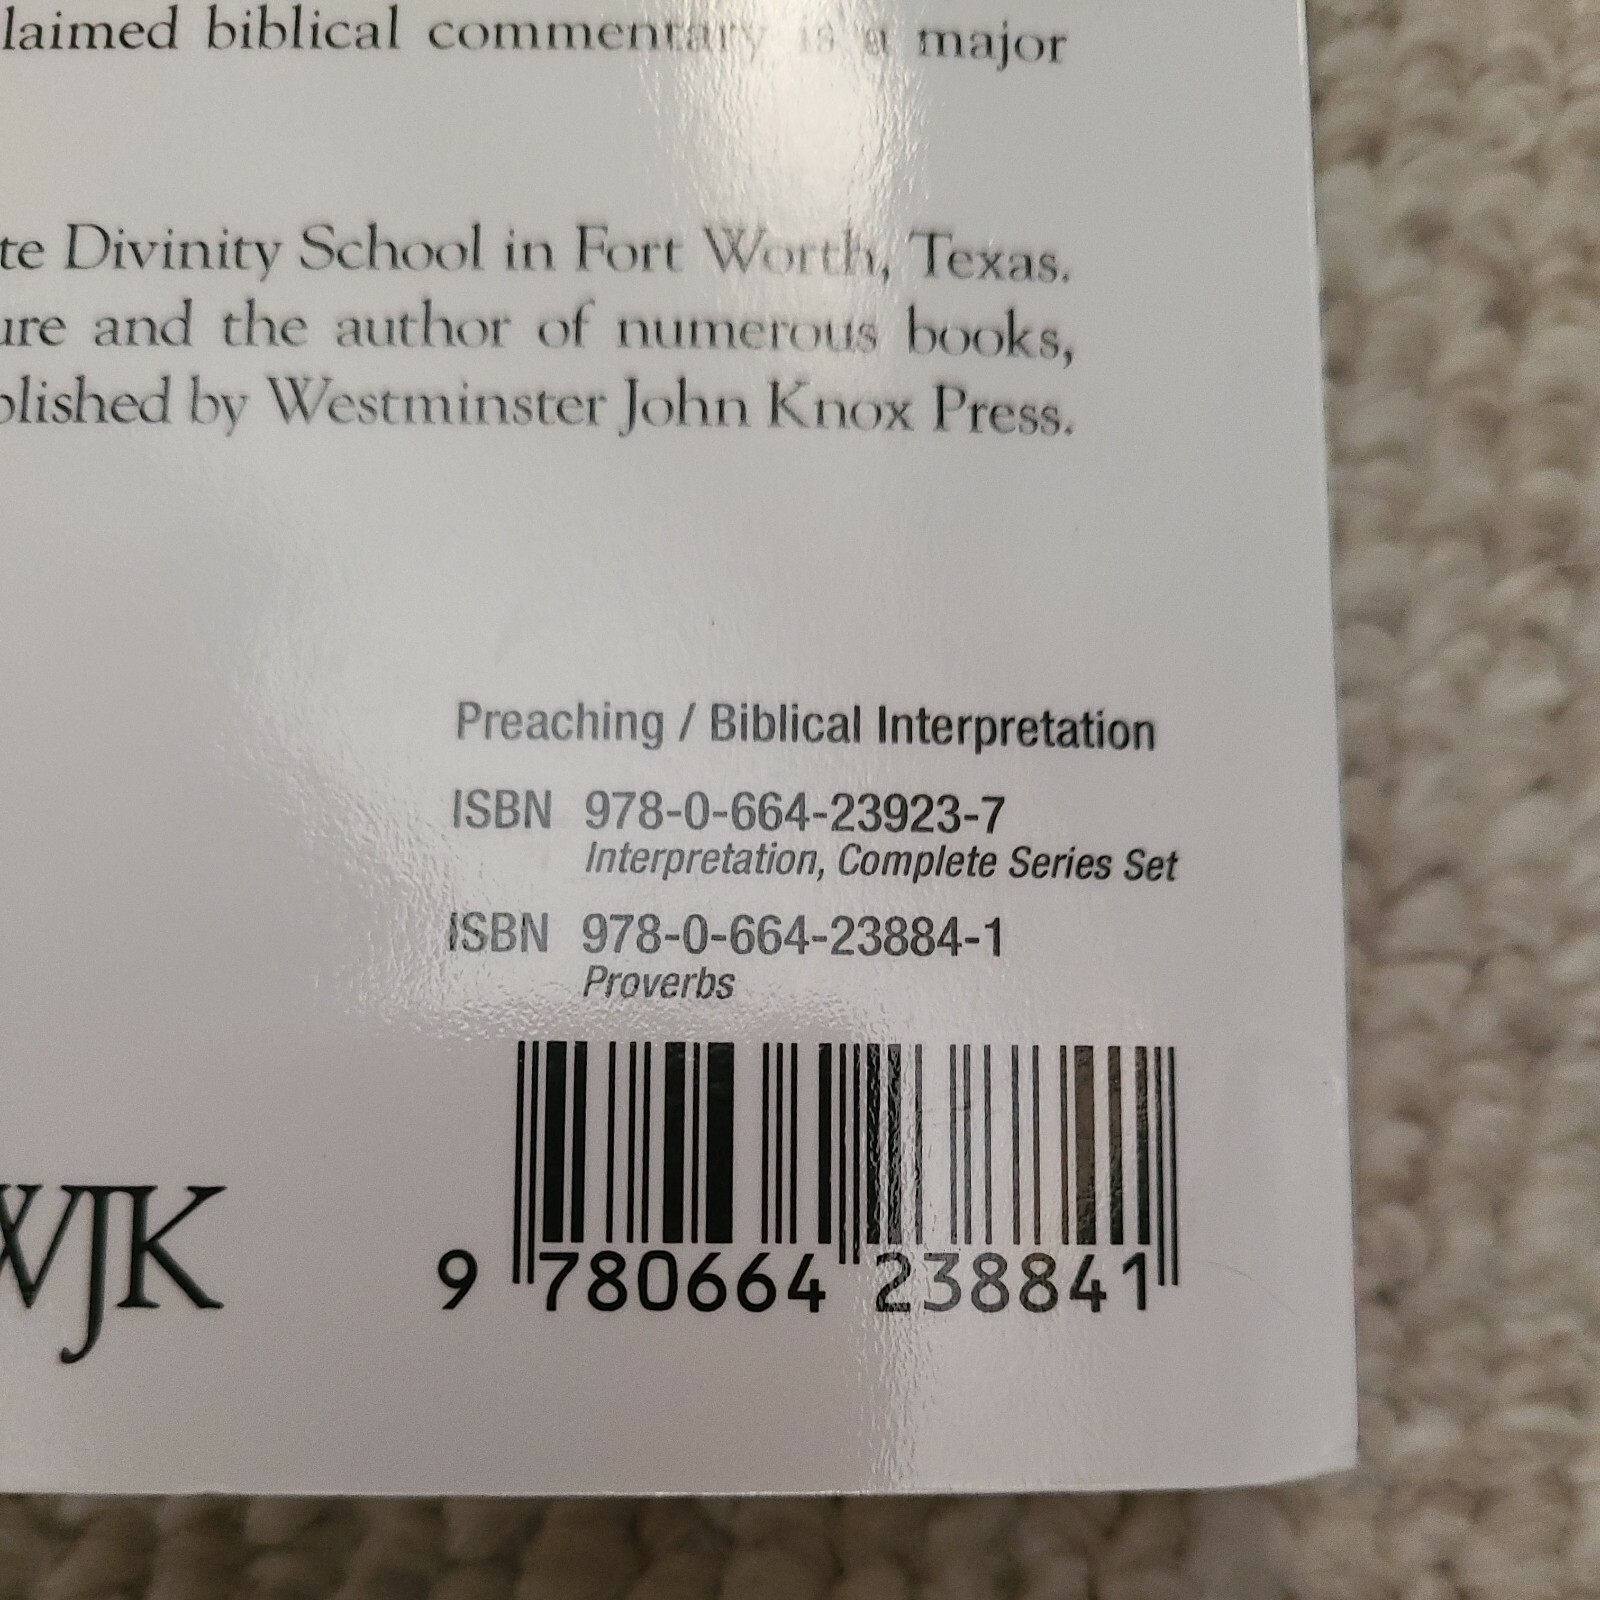 laimed biblical commentary is a major
te Divinity School in Fort Worth, Texas.
ure and the author of numerous books,
blished by Westminster John Knox Press.
Preaching / Biblical Interpretation
ISBN 978-0-664-23923-7
Interpretation, Complete Series Set
ISBN 978-0-664-23884-1
Proverbs
WJK
9 780664 238841